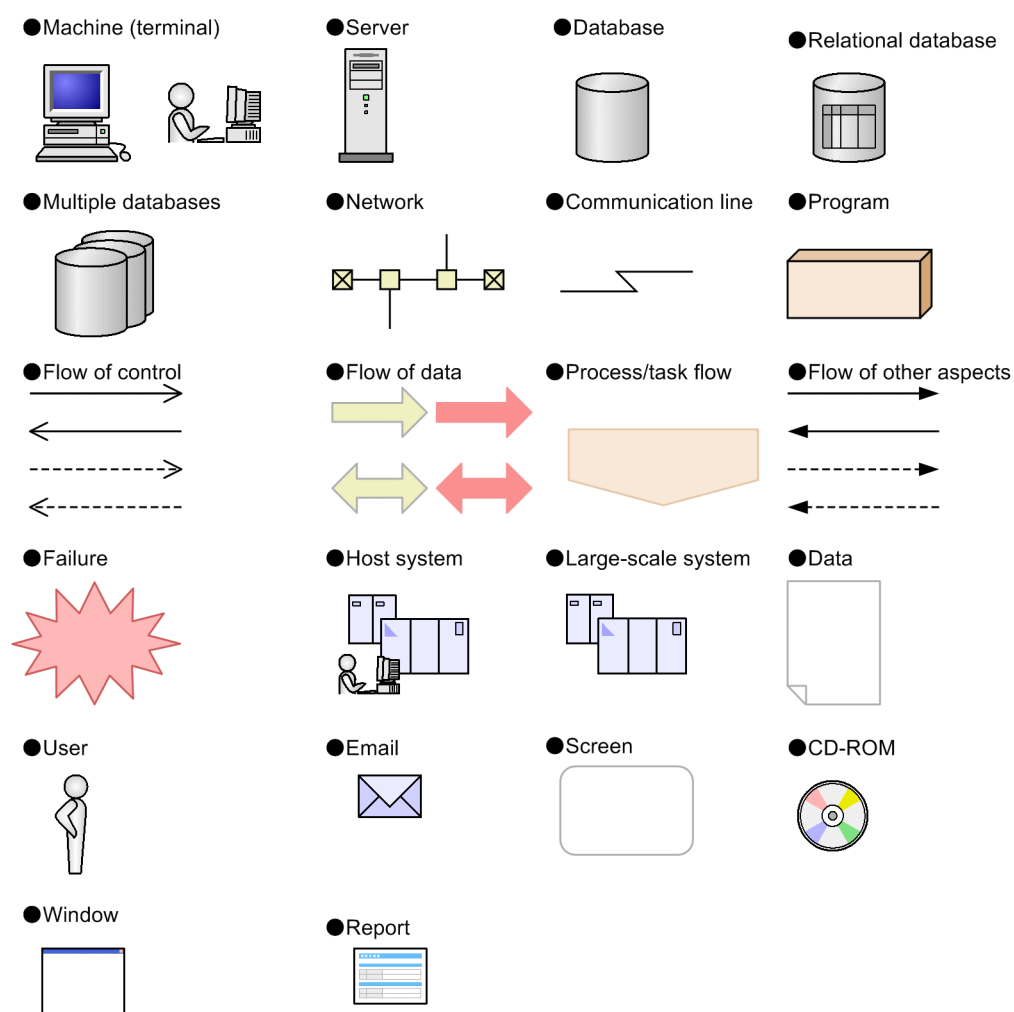 ●Machine (terminal)
●Server
●Database
●Relational database
●Multiple databases
●Network
●Communication line
●Program
●Flow of control
●Flow of data
●Process/task flow
●Flow of other aspects
●Failure
●Host system
●Large-scale system
●Data
●User
●Email
●Screen
●CD-ROM
●Window
●Report